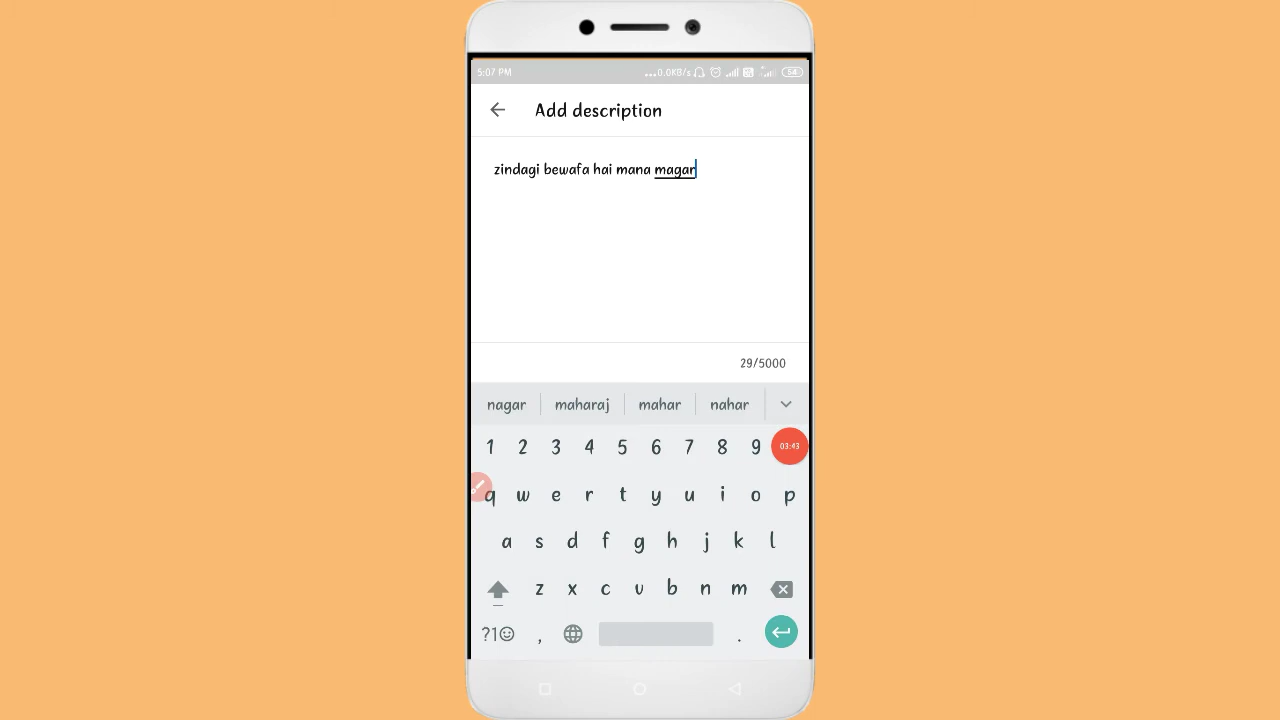 5:07 PM ...0.0KB/s 58
Add description
zindagi bewafa hai mana magar
29/5000
nagar maharaj mahar nahar
1 2 3 4 5 6 7 8 9 03:43
q w e r t y u i o p
a s d f g h j k l
z x c v b n m
?1☺ , .